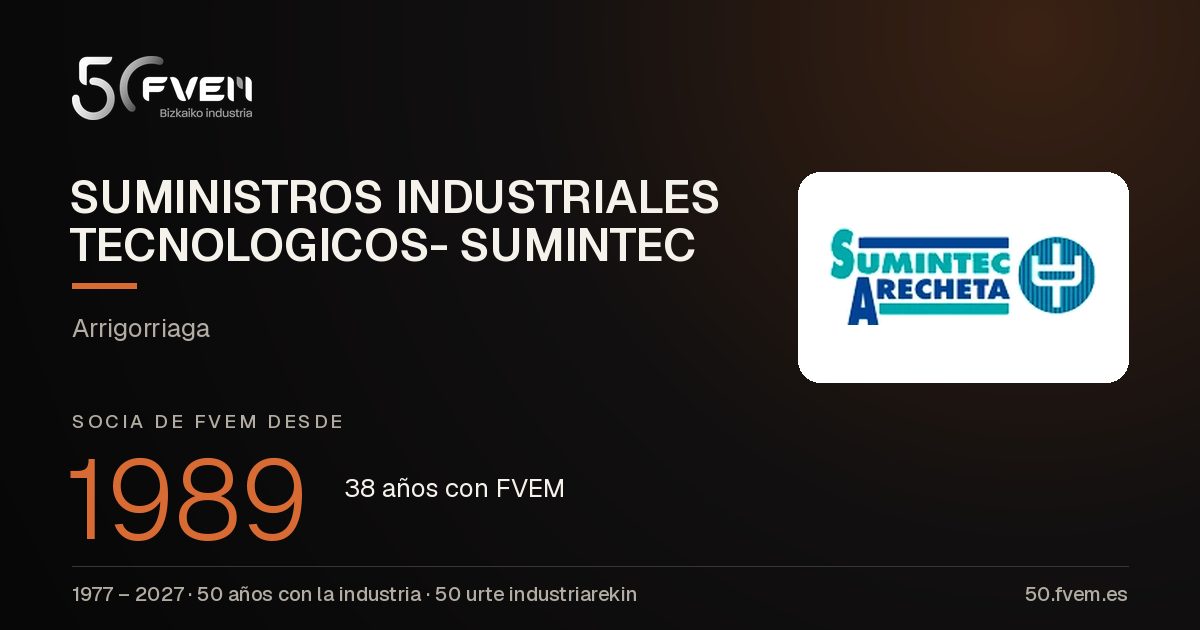 50 FVEM
Bizkaiko industria
SUMINISTROS INDUSTRIALES
TECNOLOGICOS- SUMINTEC
SUMINTEC
ARECHETA
Arrigorriaga
SOCIA DE FVEM DESDE
1989
38 años con FVEM
1977 – 2027 · 50 años con la industria · 50 urte industriarekin
50.fvem.es